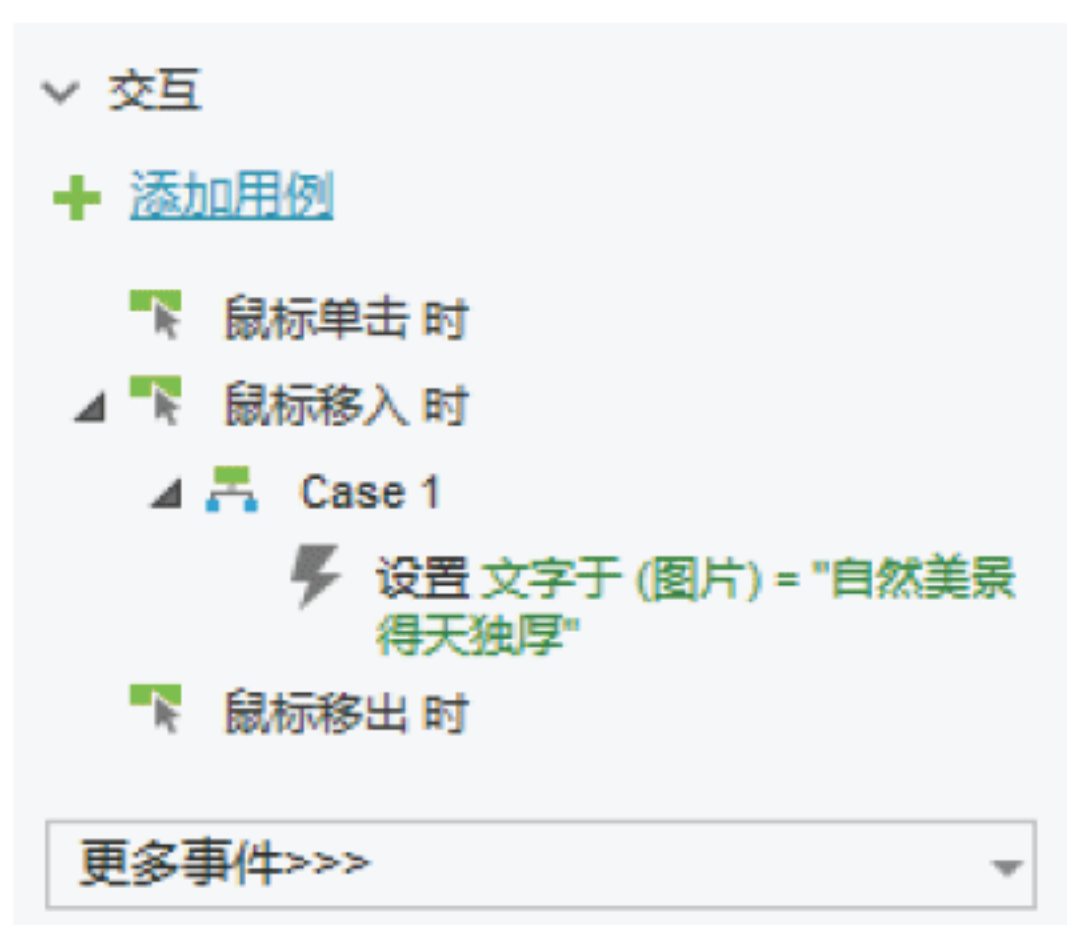 交互
添加用例
鼠标单击 时
鼠标移入 时
Case 1
设置 文字于 (图片) = "自然美景
得天独厚"
鼠标移出 时
更多事件>>>